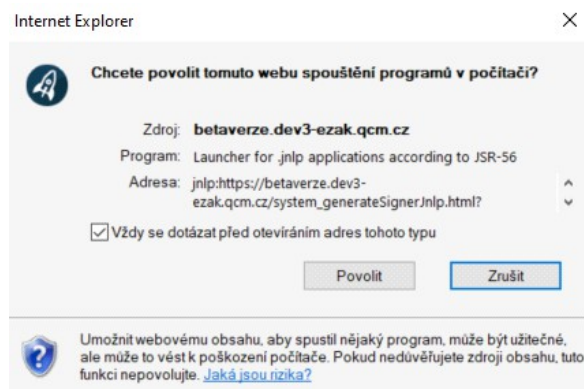 Internet Explorer
Chcete povolit tomuto webu spouštění programů v počítači?
Zdroj: betaverze.dev3-ezak.qcm.cz
Program: Launcher for .jnlp applications according to JSR-56
Adresa: jnlp:https://betaverze.dev3-
ezak.qcm.cz/system_generateSignerJnlp.html?
Vždy se dotázat před otevíráním adres tohoto typu
Povolit Zrušit
Umožnit webovému obsahu, aby spustil nějaký program, může být užitečné,
ale může to vést k poškození počítače. Pokud nedůvěřujete zdroji obsahu, tuto
funkci nepovolujte. Jaká jsou rizika?